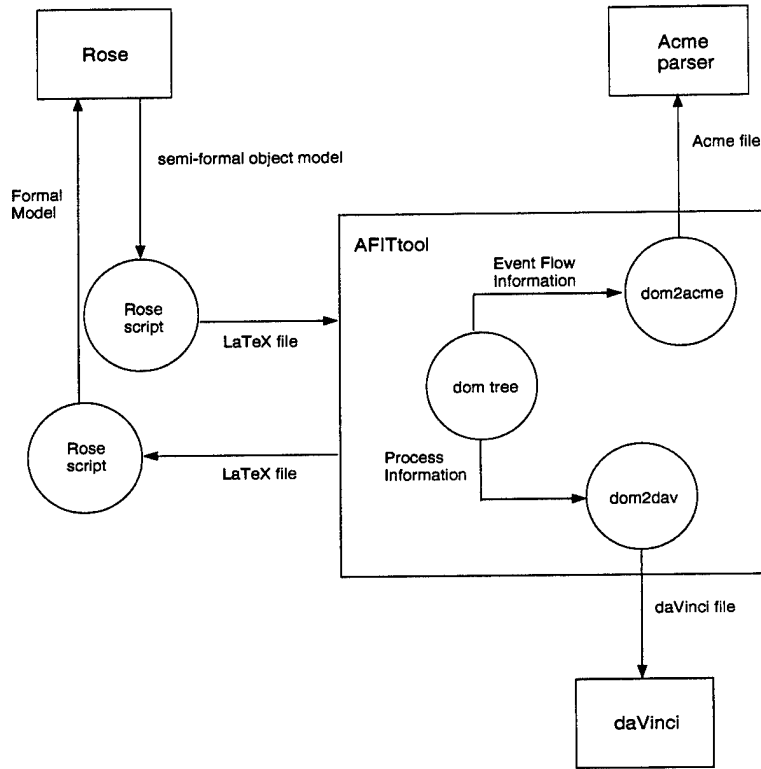 Rose
Acme
parser
semi-formal object model
Acme file
Formal
Model
AFITtool
Event Flow
Information
dom2acme
Rose
script
LaTeX file
dom tree
Rose
script
LaTeX file
Process
Information
dom2dav
daVinci file
daVinci